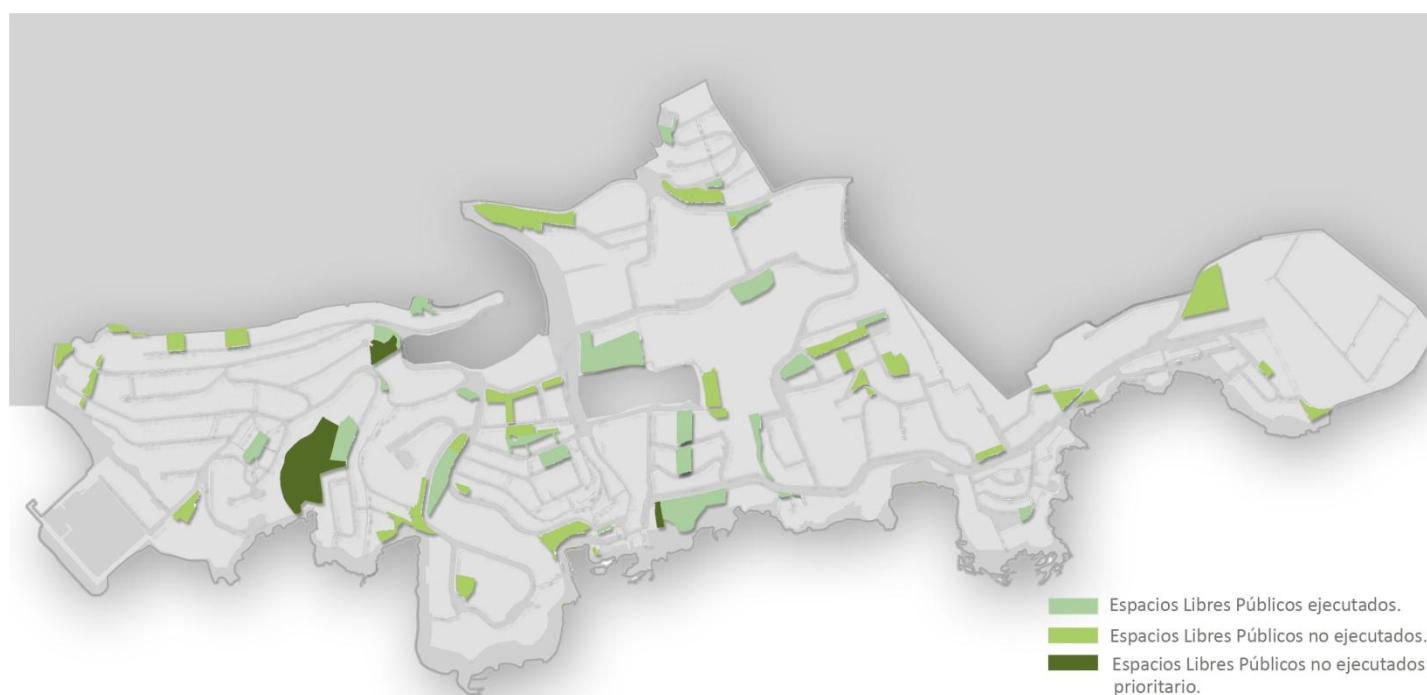 Espacios Libres Públicos ejecutados.
Espacios Libres Públicos no ejecutados.
Espacios Libres Públicos no ejecutados
prioritario.